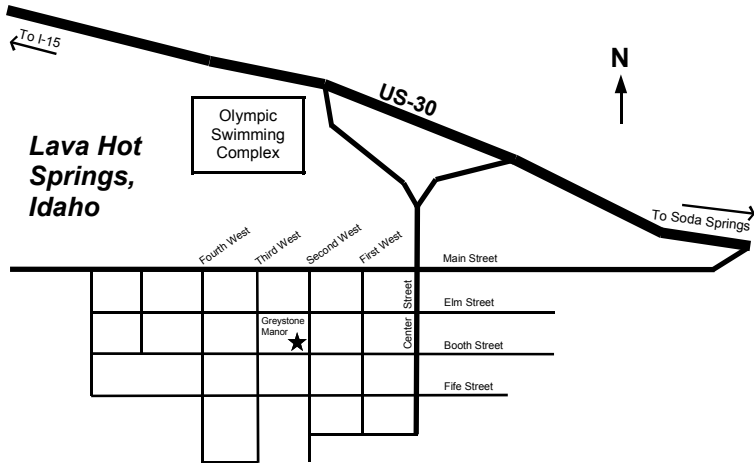 To I-15
N
US-30
Olympic
Swimming
Complex
Lava Hot
Springs,
Idaho
To Soda Springs
Fourth West
Third West
Second West
First West
Main Street
Center Street
Elm Street
Greystone
Manor
Booth Street
Fife Street